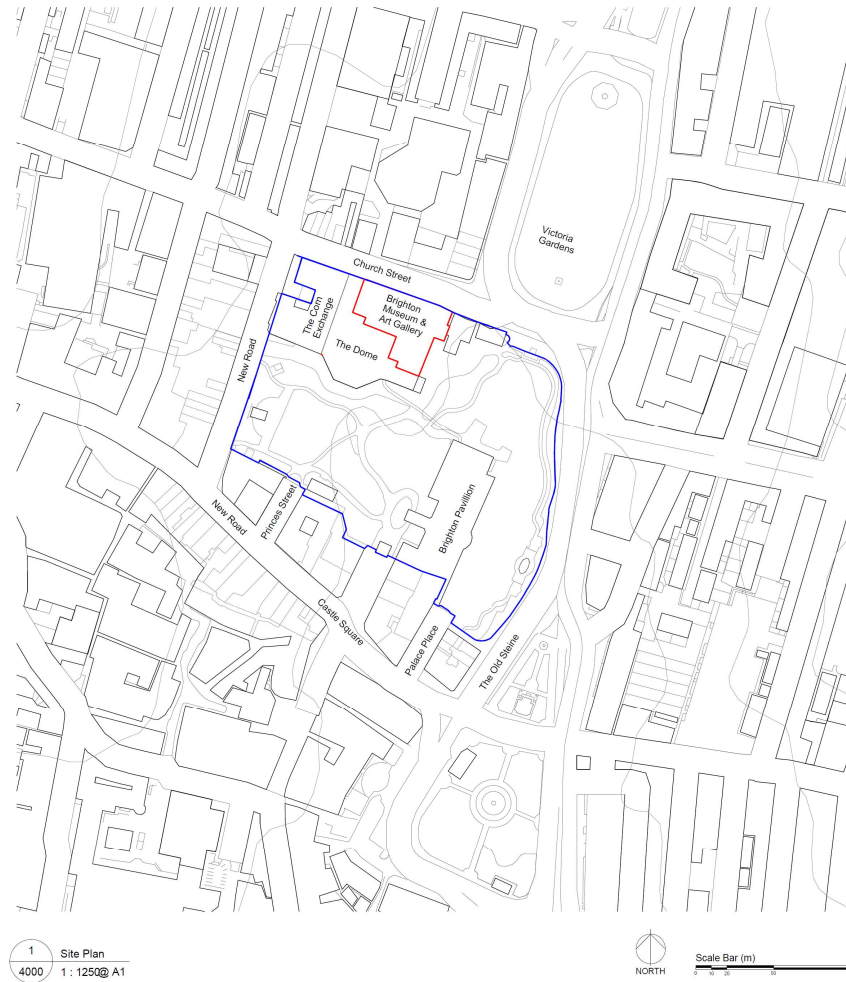 Victoria
Gardens
Church Street
Brighton
Museum &
Art Gallery
The Corn
Exchange
The Dome
New Road
Brighton Pavillion
Princes Street
New Road
Castle Square
Palace Place
The Old Steine
1
4000
Site Plan
1 : 1250@ A1
NORTH
Scale Bar (m)
0 10 20 50